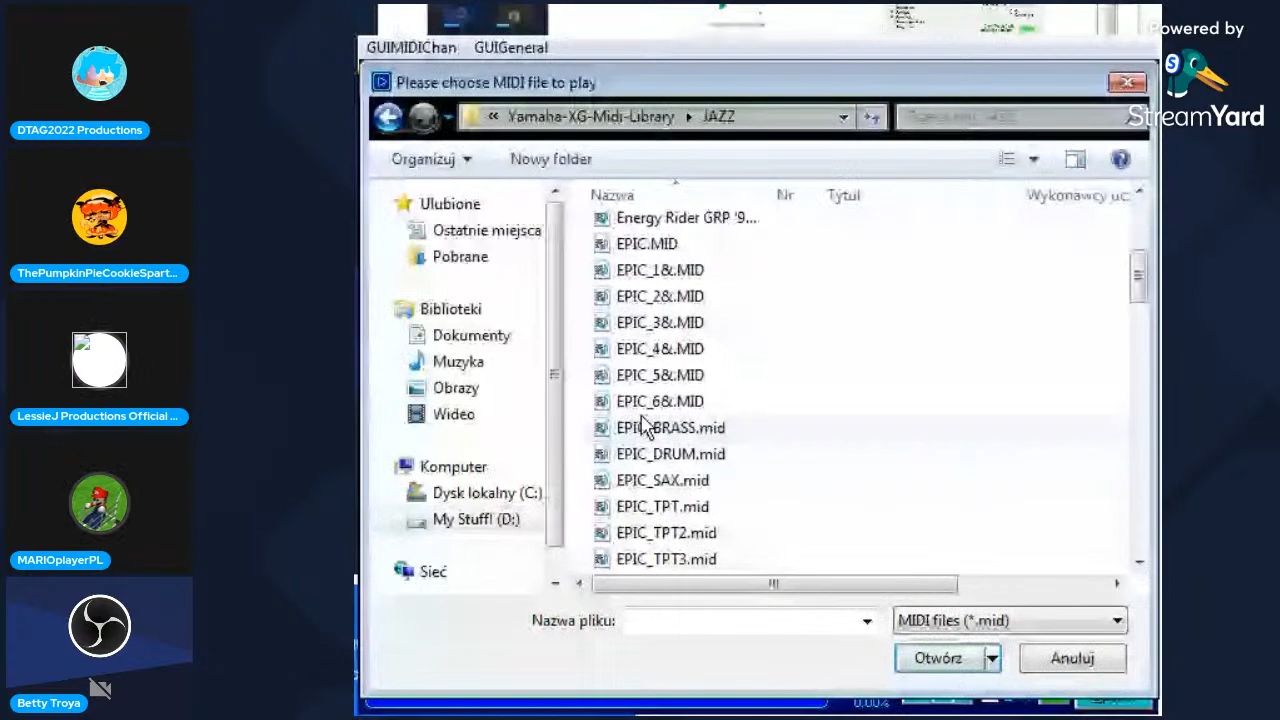 DTAG2022 Productions
ThePumpkinPieCookieSpart...
LessieJ Productions Official ...
MARIOplayerPL
Betty Troya
GUIMIDIChan GUIGeneral
Please choose MIDI file to play
« Yamaha-XG-Midi-Library ▸ JAZZ
Organizuj Nowy folder
Ulubione
Ostatnie miejsca
Pobrane
Biblioteki
Dokumenty
Muzyka
Obrazy
Wideo
Komputer
Dysk lokalny (C:)
My Stuff! (D:)
Sieć
Nazwa Nr Tytuł Wykonawcy uc
Energy Rider GRP '9...
EPIC.MID
EPIC_1&.MID
EPIC_2&.MID
EPIC_3&.MID
EPIC_4&.MID
EPIC_5&.MID
EPIC_6&.MID
EPIC_BRASS.mid
EPIC_DRUM.mid
EPIC_SAX.mid
EPIC_TPT.mid
EPIC_TPT2.mid
EPIC_TPT3.mid
Nazwa pliku: MIDI files (*.mid)
Otwórz Anuluj
0,00%
Powered by
StreamYard